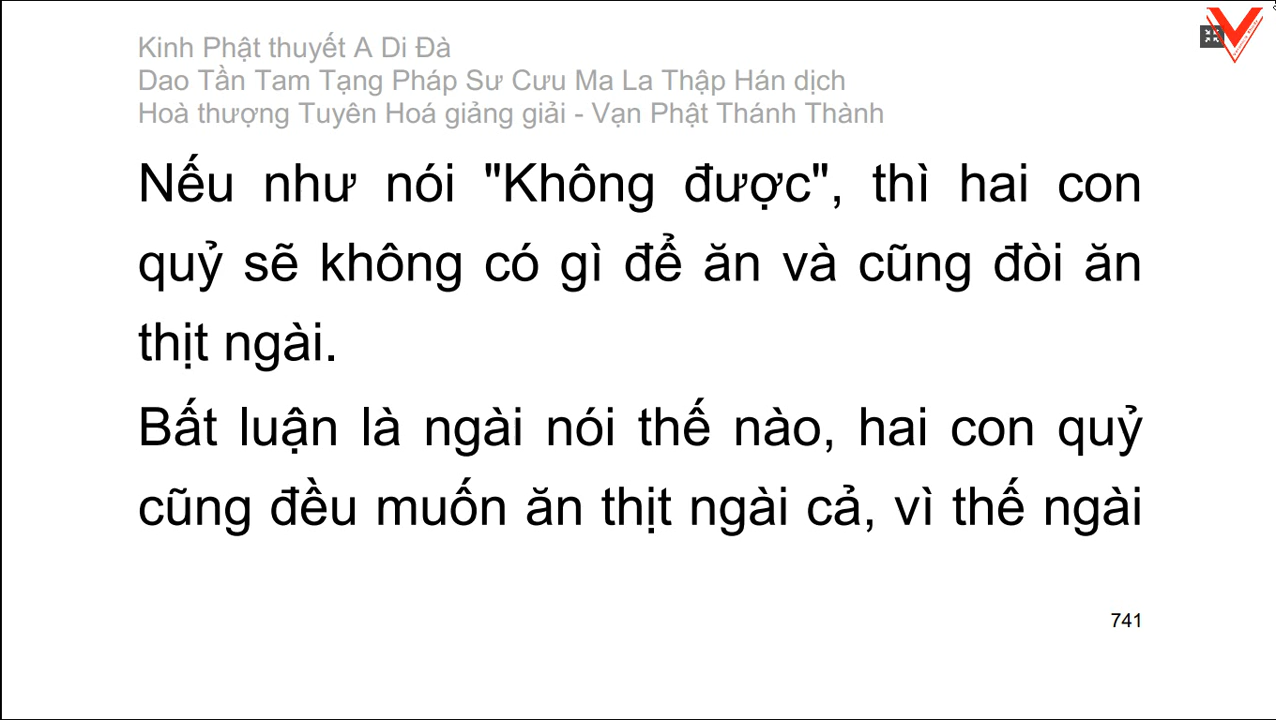 Kinh Phật thuyết A Di Đà
Dao Tần Tam Tạng Pháp Sư Cưu Ma La Thập Hán dịch
Hoà thượng Tuyên Hoá giảng giải - Vạn Phật Thánh Thành
Nếu như nói "Không được", thì hai con
quỷ sẽ không có gì để ăn và cũng đòi ăn
thịt ngài.
Bất luận là ngài nói thế nào, hai con quỷ
cũng đều muốn ăn thịt ngài cả, vì thế ngài
741